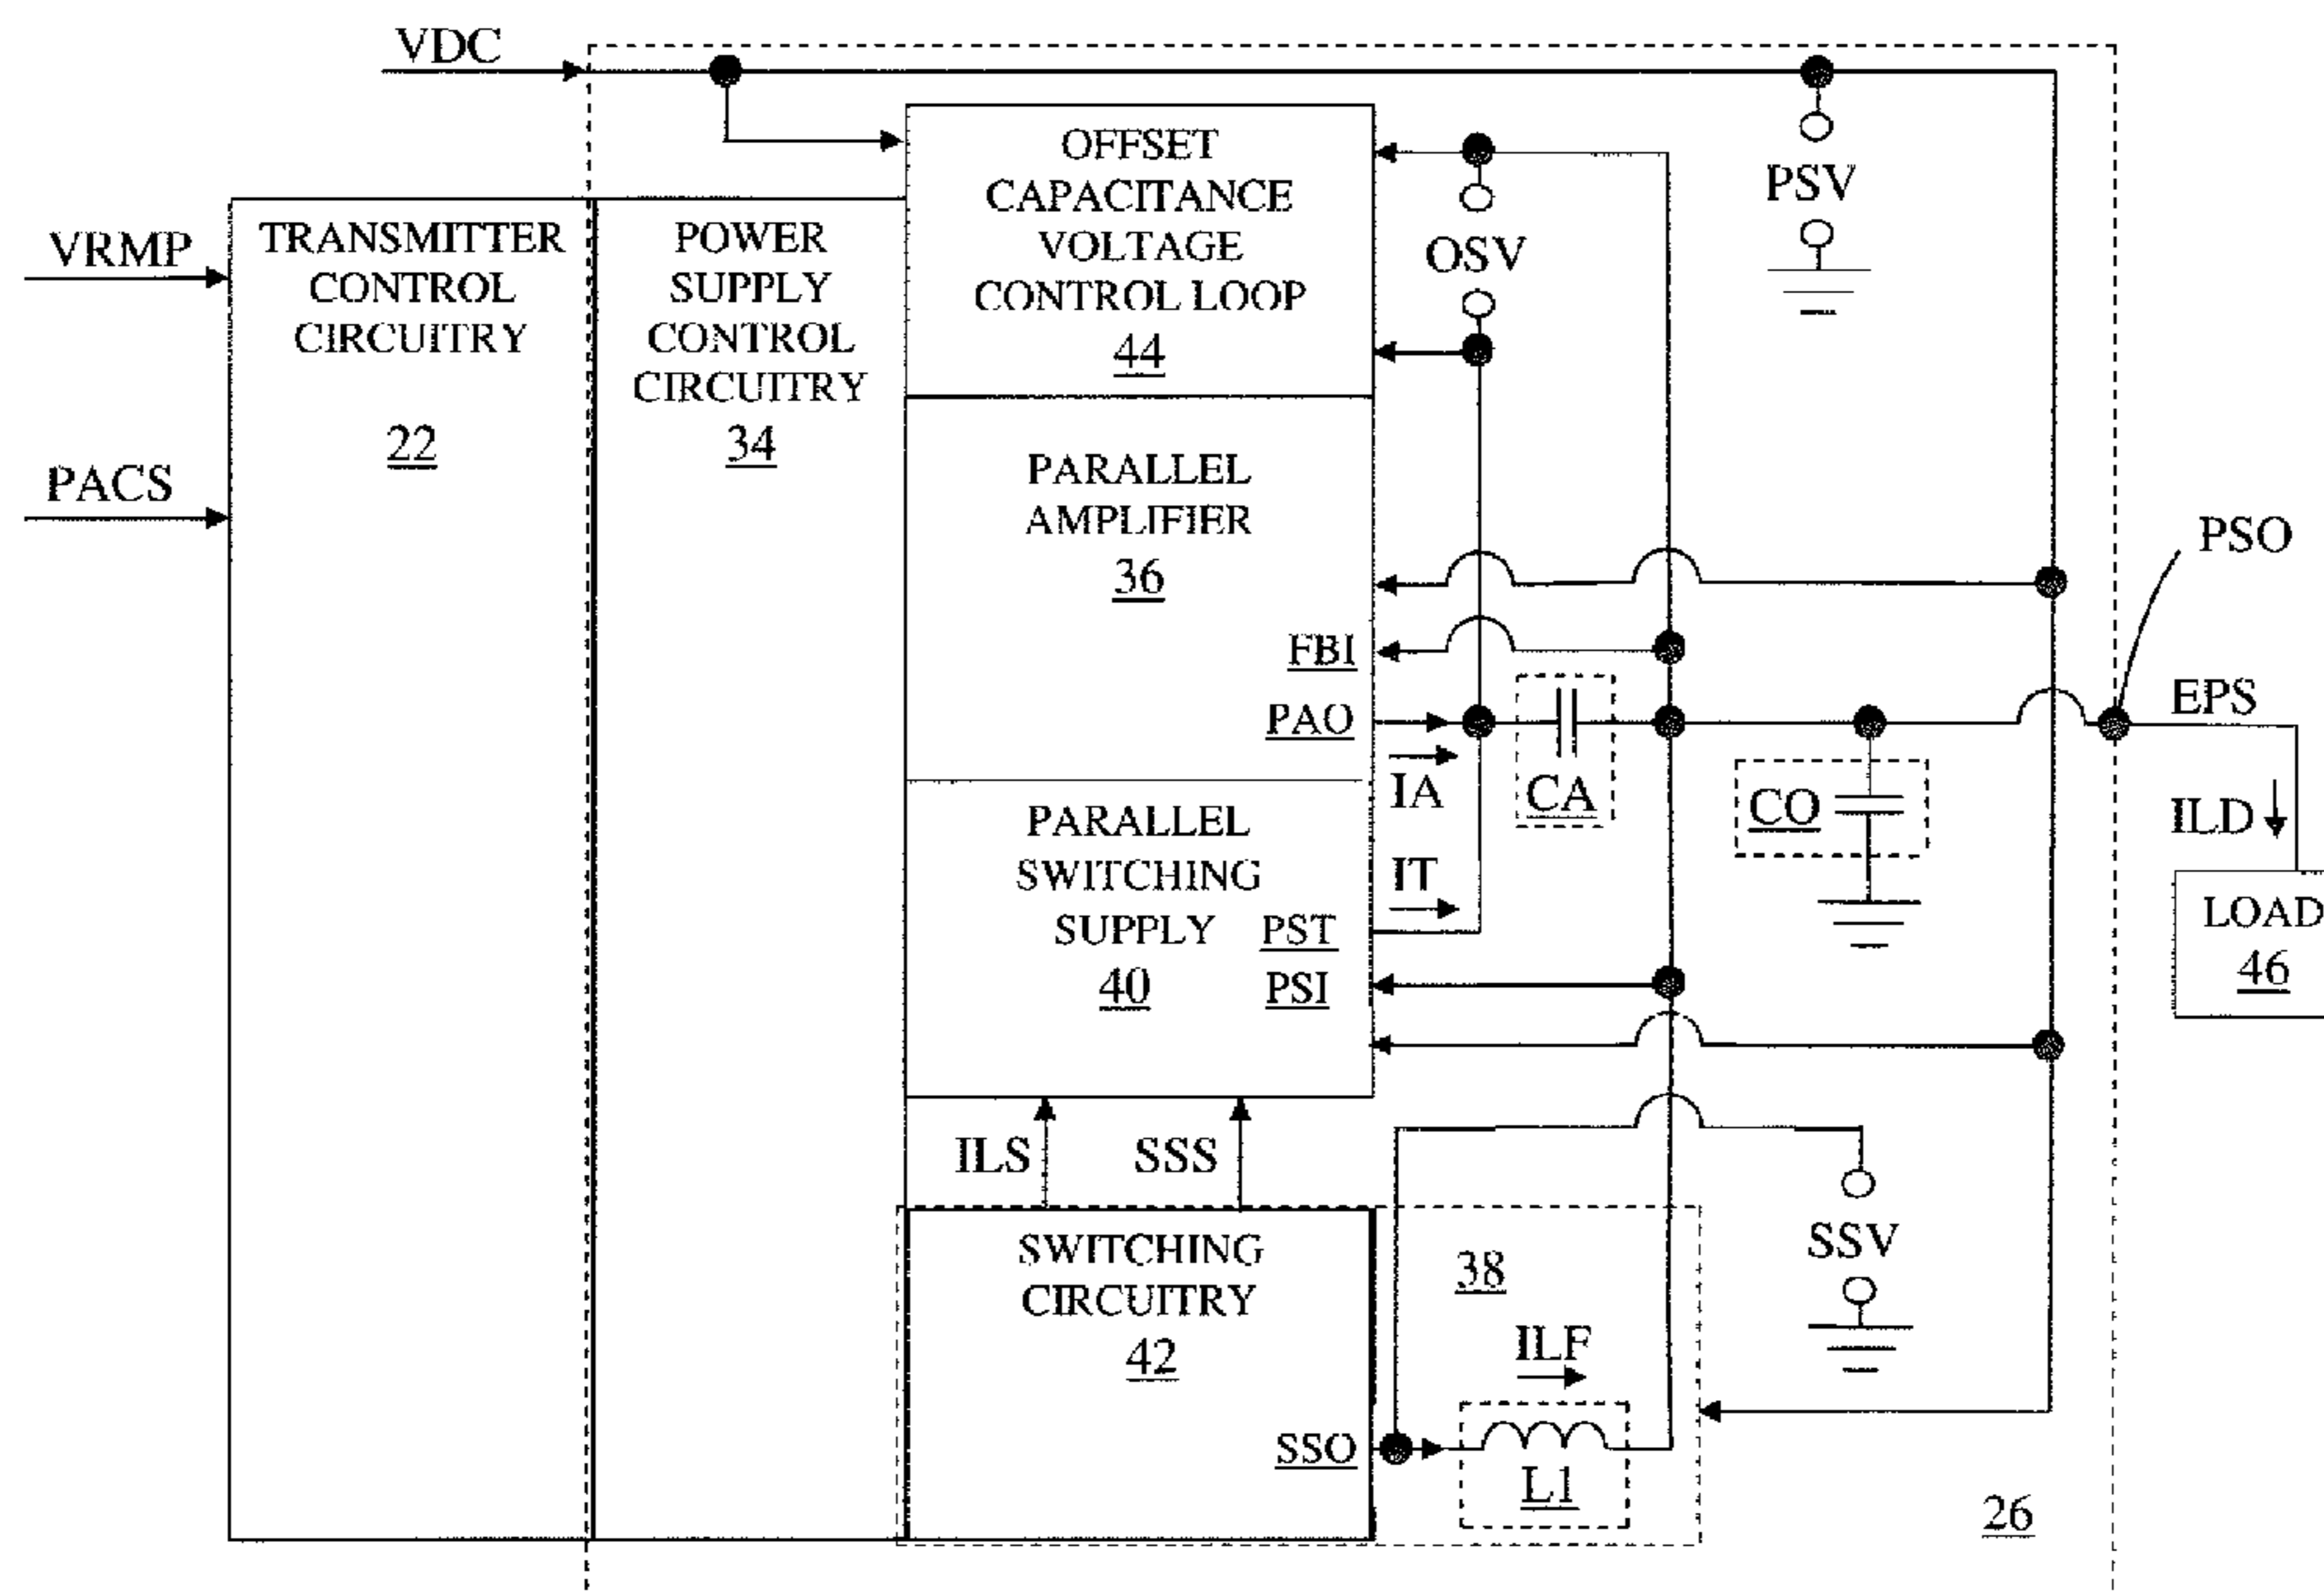 VDC
VRMP
PACS
TRANSMITTER
CONTROL
CIRCUITRY
22
POWER
SUPPLY
CONTROL
CIRCUITRY
34
OFFSET
CAPACITANCE
VOLTAGE
CONTROL LOOP
44
OSV
PSV
PARALLEL
AMPLIFIER
36
FBI
PAO
IA
CA
CO
PSO
EPS
ILD
LOAD
46
PARALLEL
SWITCHING
SUPPLY
40
PST
PSI
IT
ILS
SSS
SWITCHING
CIRCUITRY
42
SSO
38
ILF
L1
SSV
26